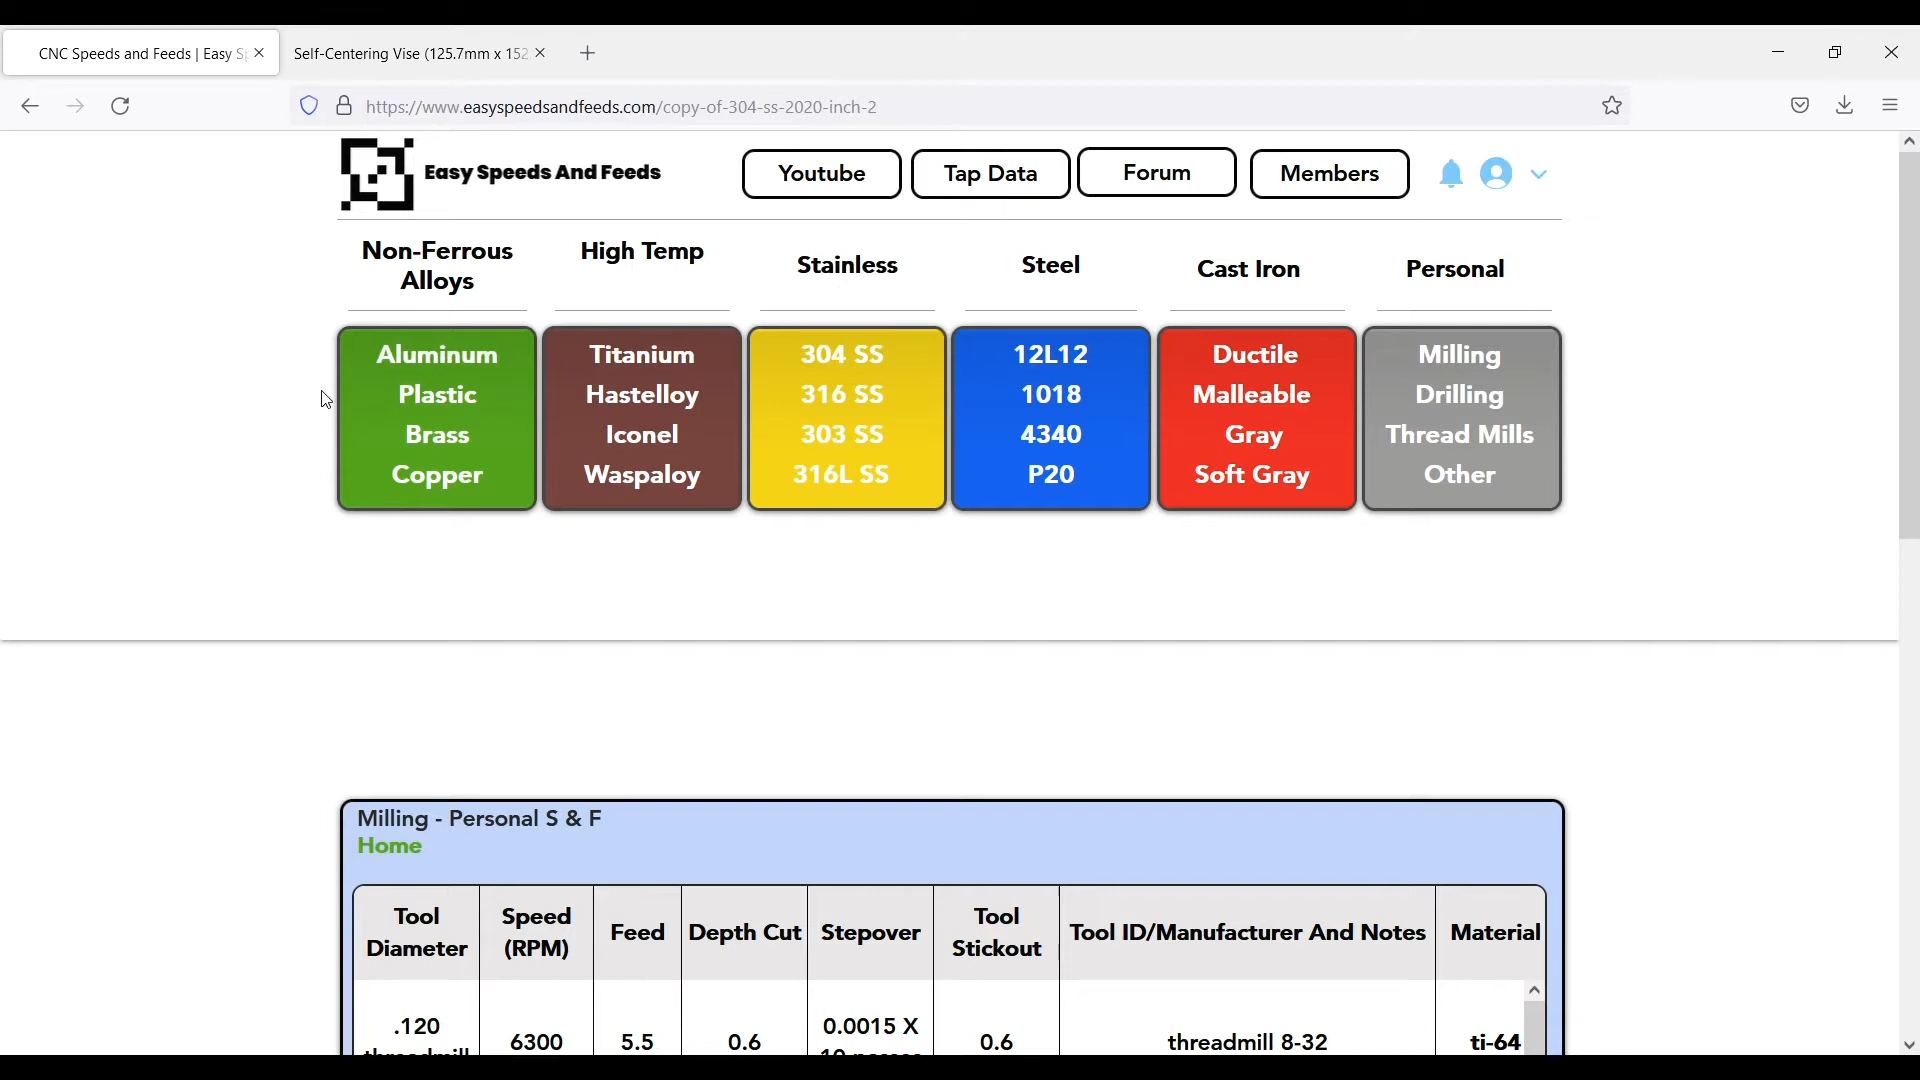 CNC Speeds and Feeds | Easy Sp
Self-Centering Vise (125.7mm x 152
https://www.easyspeedsandfeeds.com/copy-of-304-ss-2020-inch-2
Easy Speeds And Feeds
Youtube
Tap Data
Forum
Members
Non-Ferrous
Alloys
High Temp
Stainless
Steel
Cast Iron
Personal
Aluminum
Plastic
Brass
Copper
Titanium
Hastelloy
Iconel
Waspaloy
304 SS
316 SS
303 SS
316L SS
12L12
1018
4340
P20
Ductile
Malleable
Gray
Soft Gray
Milling
Drilling
Thread Mills
Other
Milling - Personal S & F
Home
Tool
Diameter
Speed
(RPM)
Feed
Depth Cut
Stepover
Tool
Stickout
Tool ID/Manufacturer And Notes
Material
.120
threadmill
6300
5.5
0.6
0.0015 X
10 passes
0.6
threadmill 8-32
ti-64